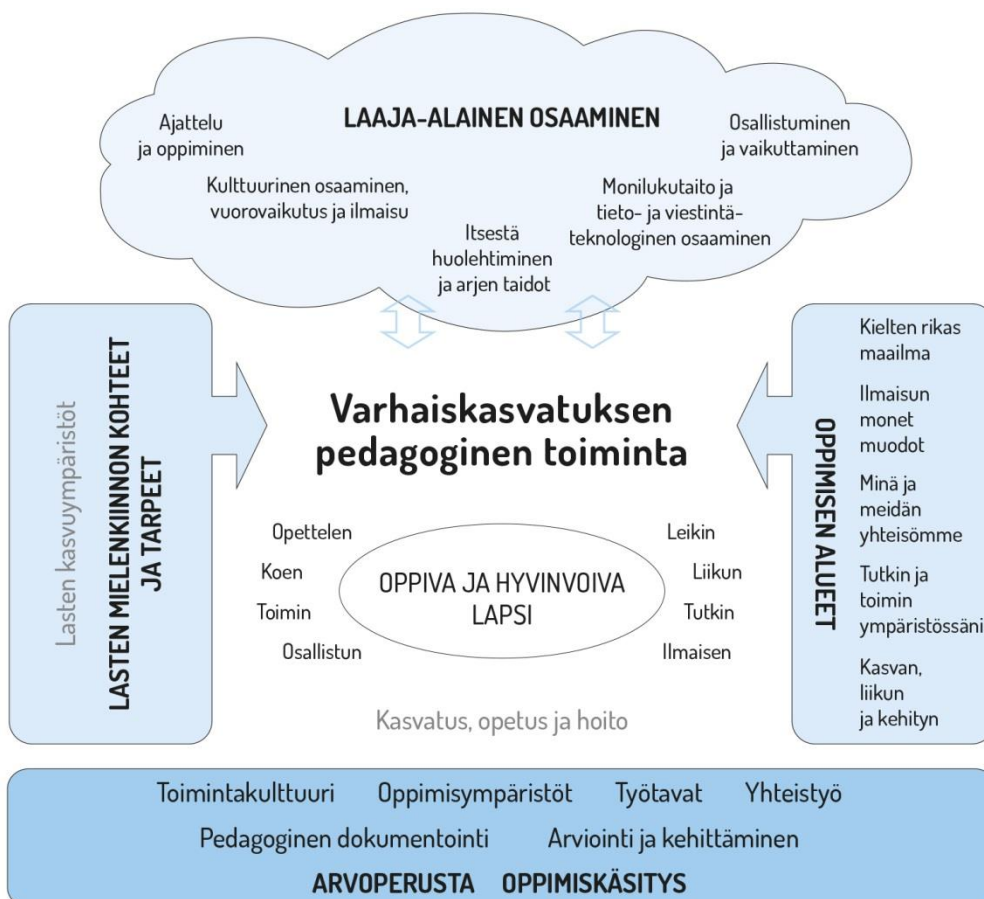 LAAJA-ALAINEN OSAAMINEN
Ajattelu
ja oppiminen
Kulttuurinen osaaminen,
vuorovaikutus ja ilmaisu
Itsestä
huolehtiminen
ja arjen taidot
Monilukutaito ja
tieto- ja viestintä-
teknologinen osaaminen
Osallistuminen
ja vaikuttaminen
Lasten kasvuympäristöt
LASTEN MIELENKIINNON KOHTEET
JA TARPEET
Varhaiskasvatuksen
pedagoginen toiminta
Opettelen
Koen
Toimin
Osallistun
OPPIVA JA HYVINVOIVA
LAPSI
Leikin
Liikun
Tutkin
Ilmaisen
Kasvatus, opetus ja hoito
OPPIMISEN ALUEET
Kielten rikas
maailma
Ilmaisun
monet
muodot
Minä ja
meidän
yhteisömme
Tutkin ja
toimin
ympäristössäni
Kasvan,
liikun
ja kehityn
Toimintakulttuuri Oppimisympäristöt Työtavat Yhteistyö
Pedagoginen dokumentointi Arviointi ja kehittäminen
ARVOPERUSTA OPPIMISKÄSITYS